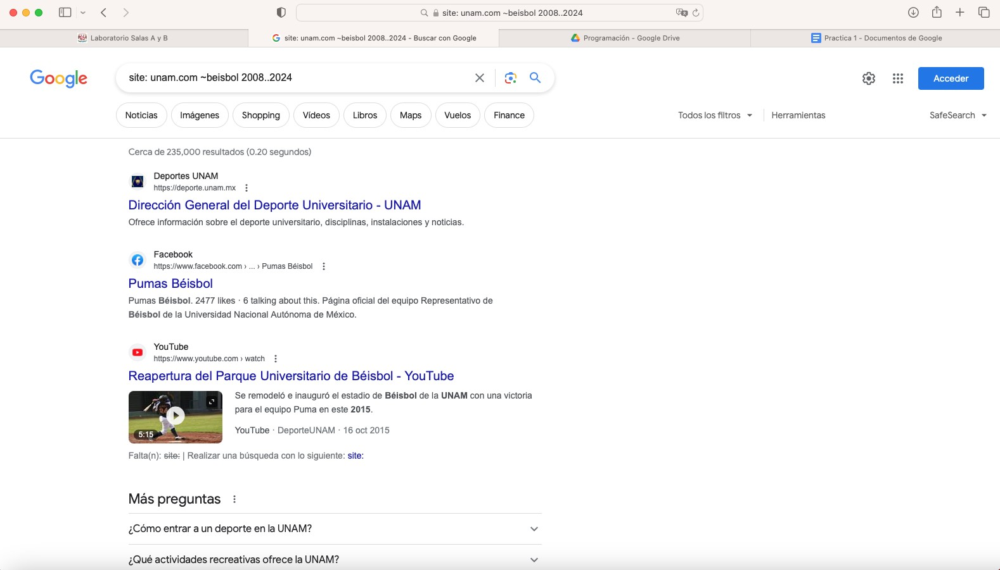 site: unam.com ~beisbol 2008..2024
Laboratorio Salas A y B
site: unam.com ~beisbol 2008..2024 - Buscar con Google
Programación - Google Drive
Practica 1 - Documentos de Google
Google
site: unam.com ~beisbol 2008..2024
Acceder
Noticias
Imágenes
Shopping
Vídeos
Libros
Maps
Vuelos
Finance
Todos los filtros
Herramientas
SafeSearch
Cerca de 235,000 resultados (0.20 segundos)
Deportes UNAM
https://deporte.unam.mx
Dirección General del Deporte Universitario - UNAM
Ofrece información sobre el deporte universitario, disciplinas, instalaciones y noticias.
Facebook
https://www.facebook.com › ... › Pumas Béisbol
Pumas Béisbol
Pumas Béisbol. 2477 likes · 6 talking about this. Página oficial del equipo Representativo de
Béisbol de la Universidad Nacional Autónoma de México.
YouTube
https://www.youtube.com › watch
Reapertura del Parque Universitario de Béisbol - YouTube
Se remodeló e inauguró el estadio de Béisbol de la UNAM con una victoria
para el equipo Puma en este 2015.
5:15
YouTube · DeporteUNAM · 16 oct 2015
Falta(n): site: | Realizar una búsqueda con lo siguiente: site:
Más preguntas
¿Cómo entrar a un deporte en la UNAM?
¿Qué actividades recreativas ofrece la UNAM?